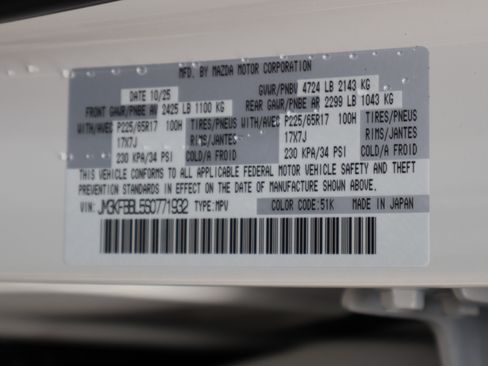 MFD. BY MAZDA MOTOR CORPORATION
DATE 10/25 GVWR/PNBV 4724 LB 2143 KG
FRONT GAWR/PNBE AV 2425 LB 1100 KG REAR GAWR/PNBE AR 2299 LB 1043 KG
WITH/AVEC P225/65R17 100H TIRES/PNEUS WITH/AVEC P225/65R17 100H TIRES/PNEUS
17X7J RIMS/JANTES 17X7J RIMS/JANTES
230 KPA/34 PSI COLD/A FROID 230 KPA/34 PSI COLD/A FROID
THIS VEHICLE CONFORMS TO ALL APPLICABLE FEDERAL MOTOR VEHICLE SAFETY AND THEFT
PREVENTION STANDARDS IN EFFECT ON THE DATE OF MANUFACTURE SHOWN ABOVE.
VIN: JM3KFBBL5S0771932 TYPE:MPV COLOR CODE:51K MADE IN JAPAN